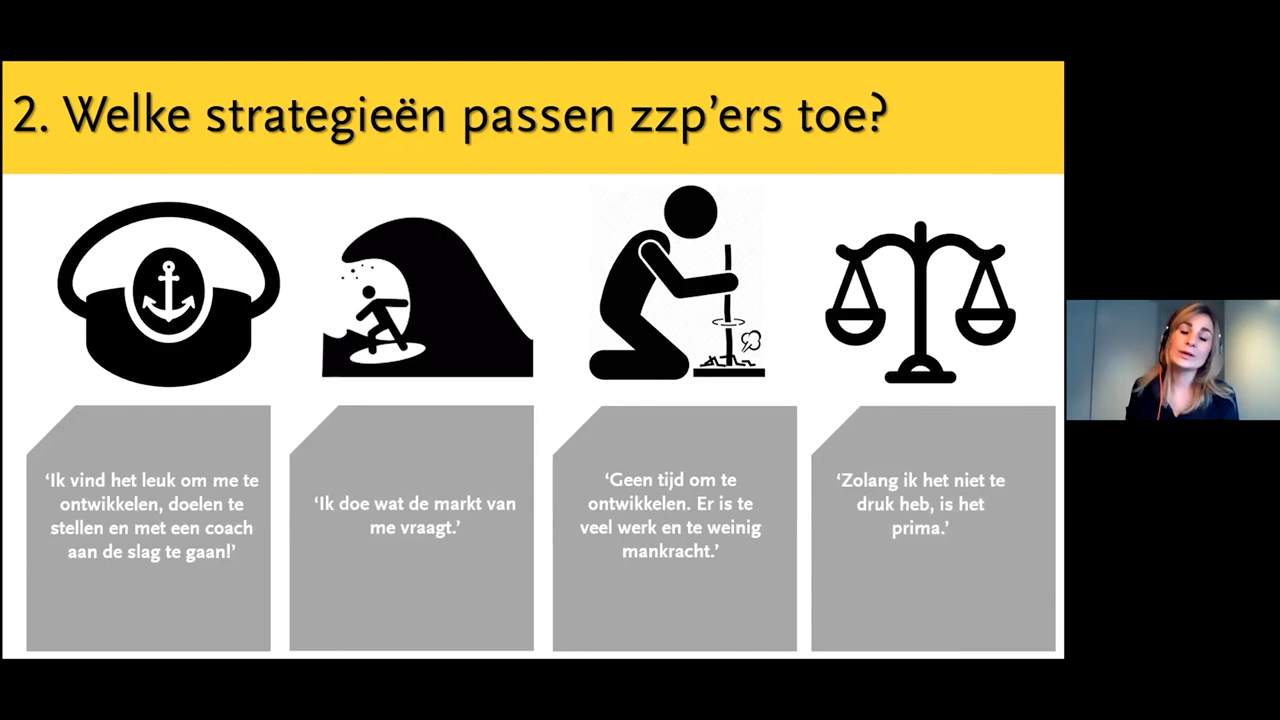 2. Welke strategieën passen zzp’ers toe?
‘Ik vind het leuk om me te
ontwikkelen, doelen te
stellen en met een coach
aan de slag te gaan!’
‘Ik doe wat de markt van
me vraagt.’
‘Geen tijd om te
ontwikkelen. Er is te
veel werk en te weinig
mankracht.’
‘Zolang ik het niet te
druk heb, is het
prima.’